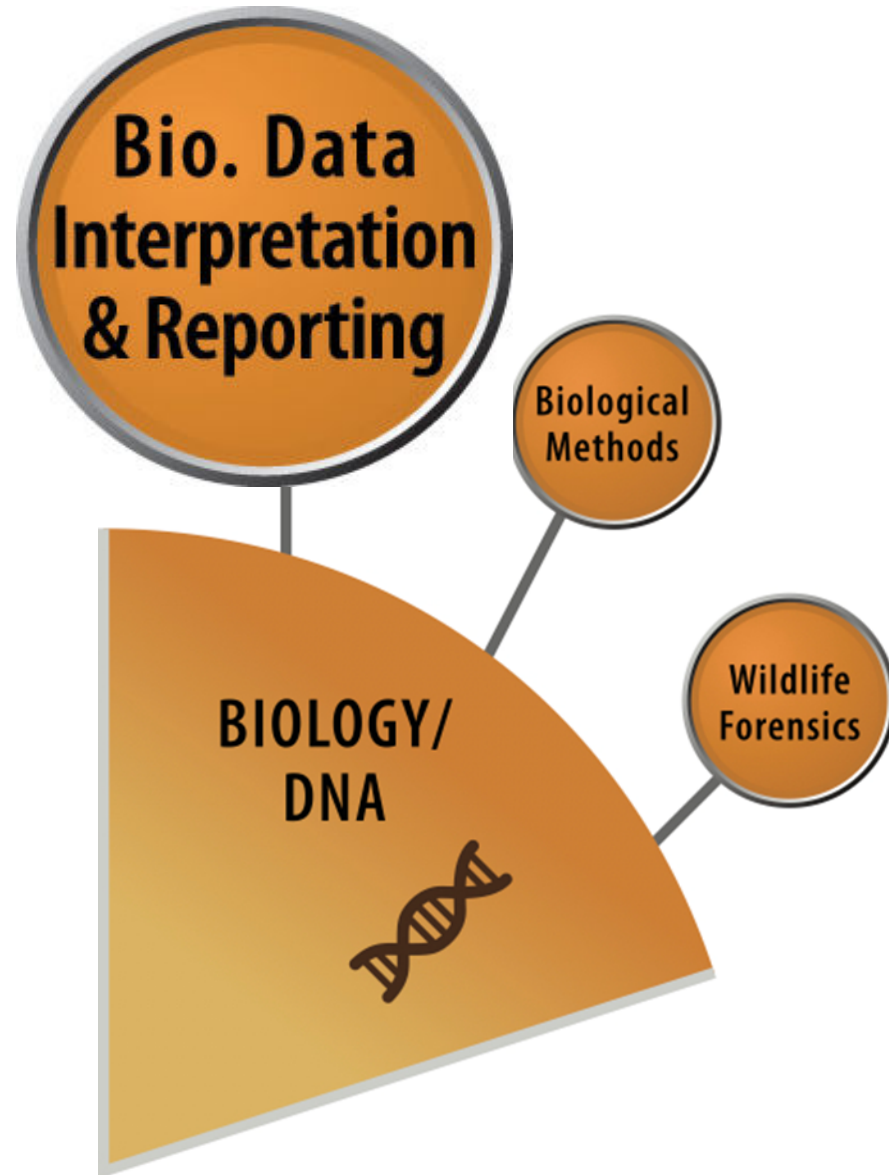 Bio. Data
Interpretation
& Reporting
Biological
Methods
Wildlife
Forensics
BIOLOGY/
DNA